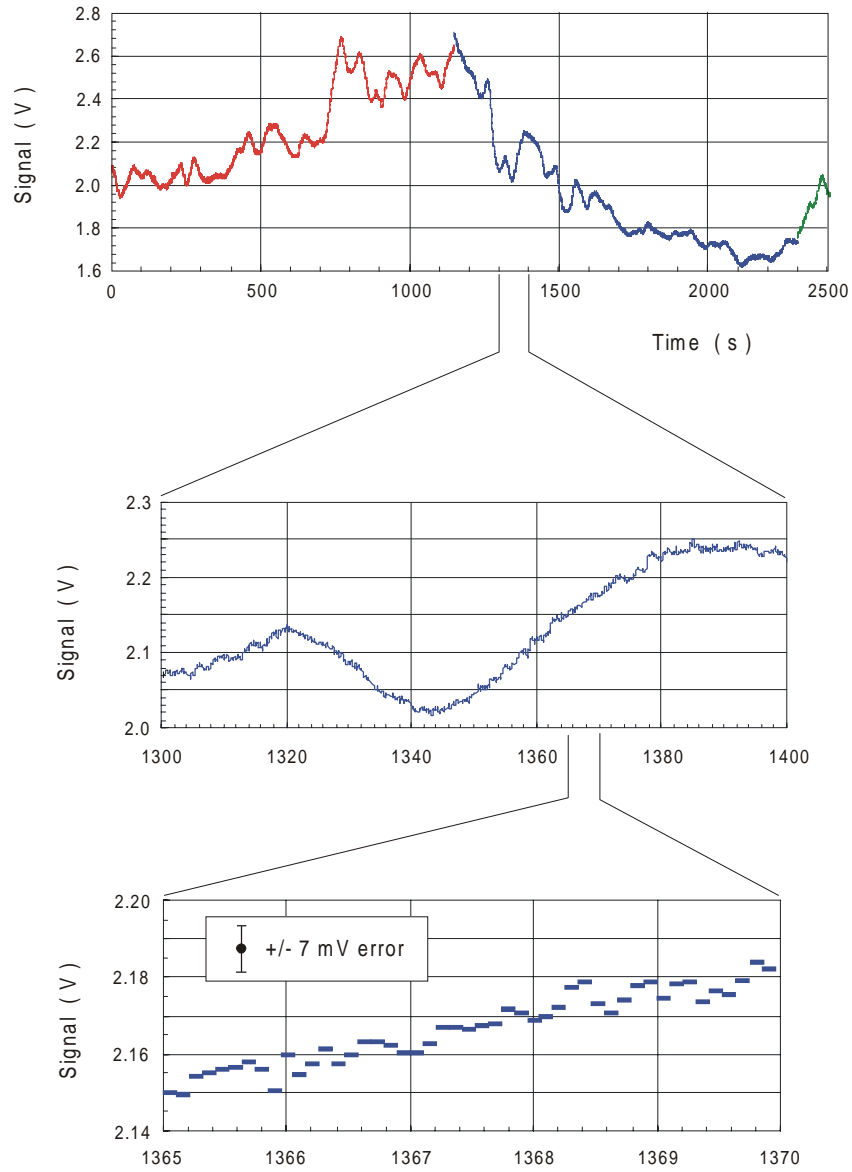 2.8
2.6
2.4
2.2
2.0
1.8
1.6
Signal (V)
0 500 1000 1500 2000 2500
Time (s)
2.3
2.2
2.1
2.0
Signal (V)
1300 1320 1340 1360 1380 1400
2.20
2.18
2.16
2.14
Signal (V)
+/- 7 mV error
1365 1366 1367 1368 1369 1370